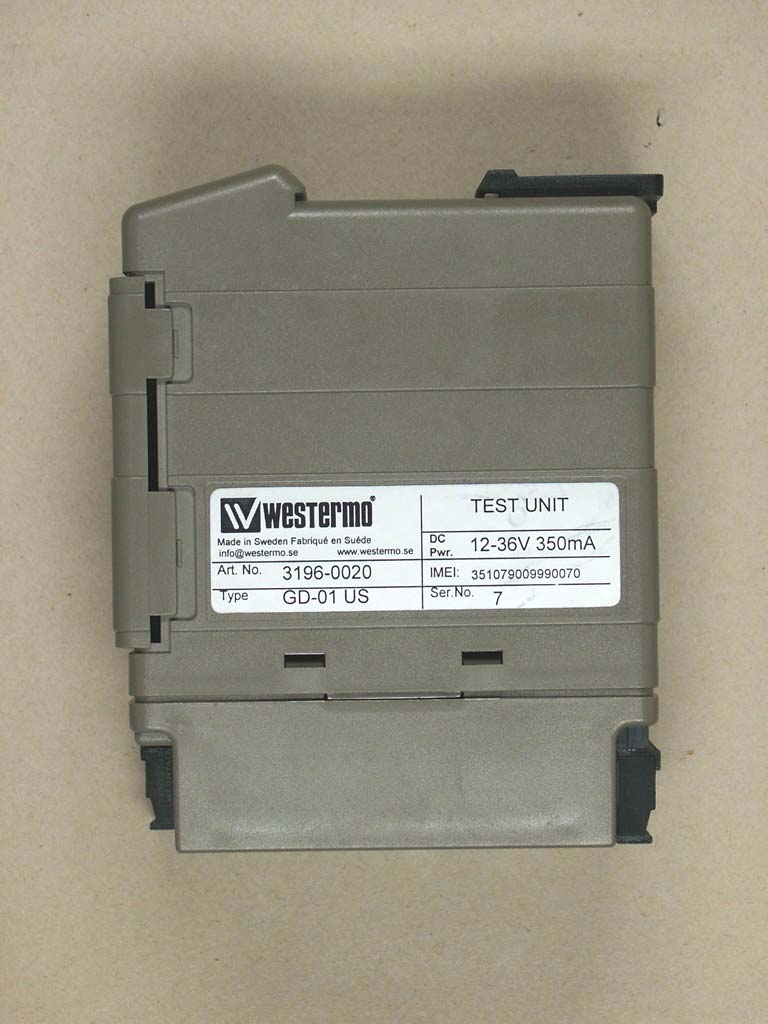 WESTERMO®
Made in Sweden Fabriqué en Suéde
info@westermo.se www.westermo.se
Art. No. 3196-0020
Type GD-01 US
TEST UNIT
DC Pwr. 12-36V 350mA
IMEI: 351079009990070
Ser.No. 7